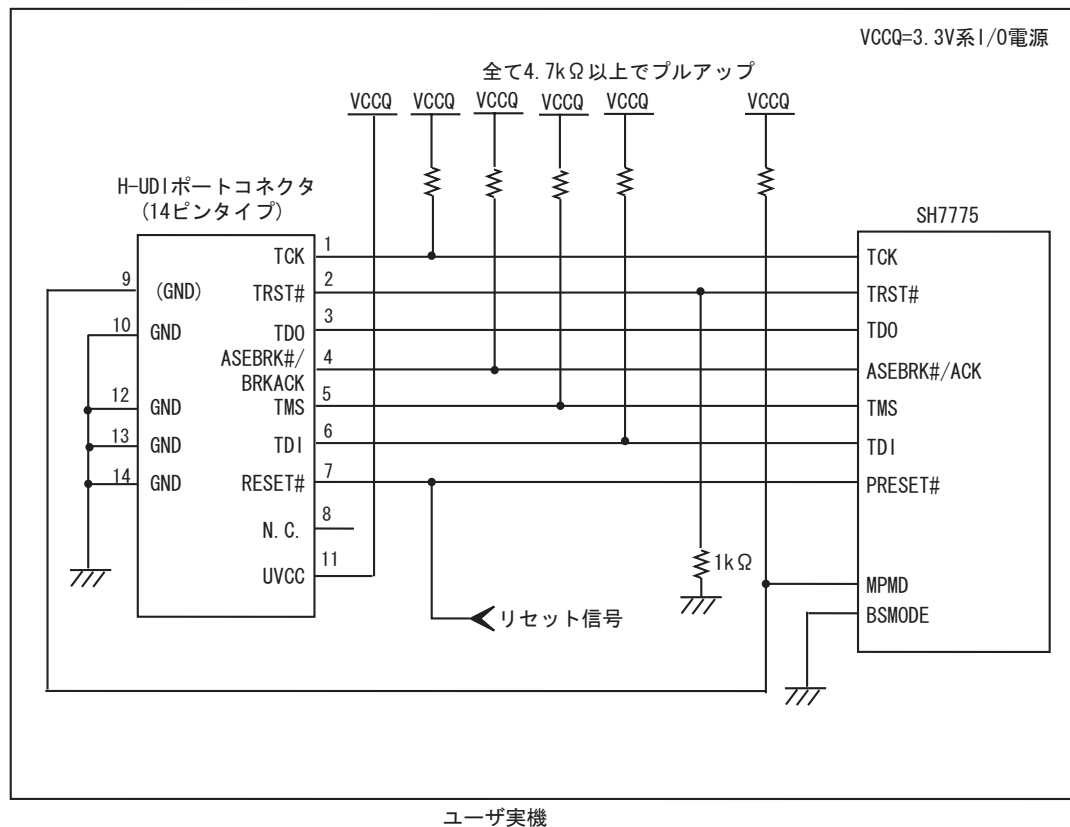 VCCQ=3.3V系I/O電源
全て4.7kΩ以上でプルアップ
VCCQ VCCQ VCCQ VCCQ VCCQ VCCQ
H-UDIポートコネクタ
(14ピンタイプ)
SH7775
TCK 1 TCK
9 (GND) TRST# 2 TRST#
10 GND TDO 3 TDO
ASEBRK#/
BRKACK 4 ASEBRK#/ACK
12 GND TMS 5 TMS
13 GND TDI 6 TDI
14 GND RESET# 7 PRESET#
N.C. 8
UVCC 11
1kΩ
MPMD
リセット信号
BSMODE
ユーザ実機